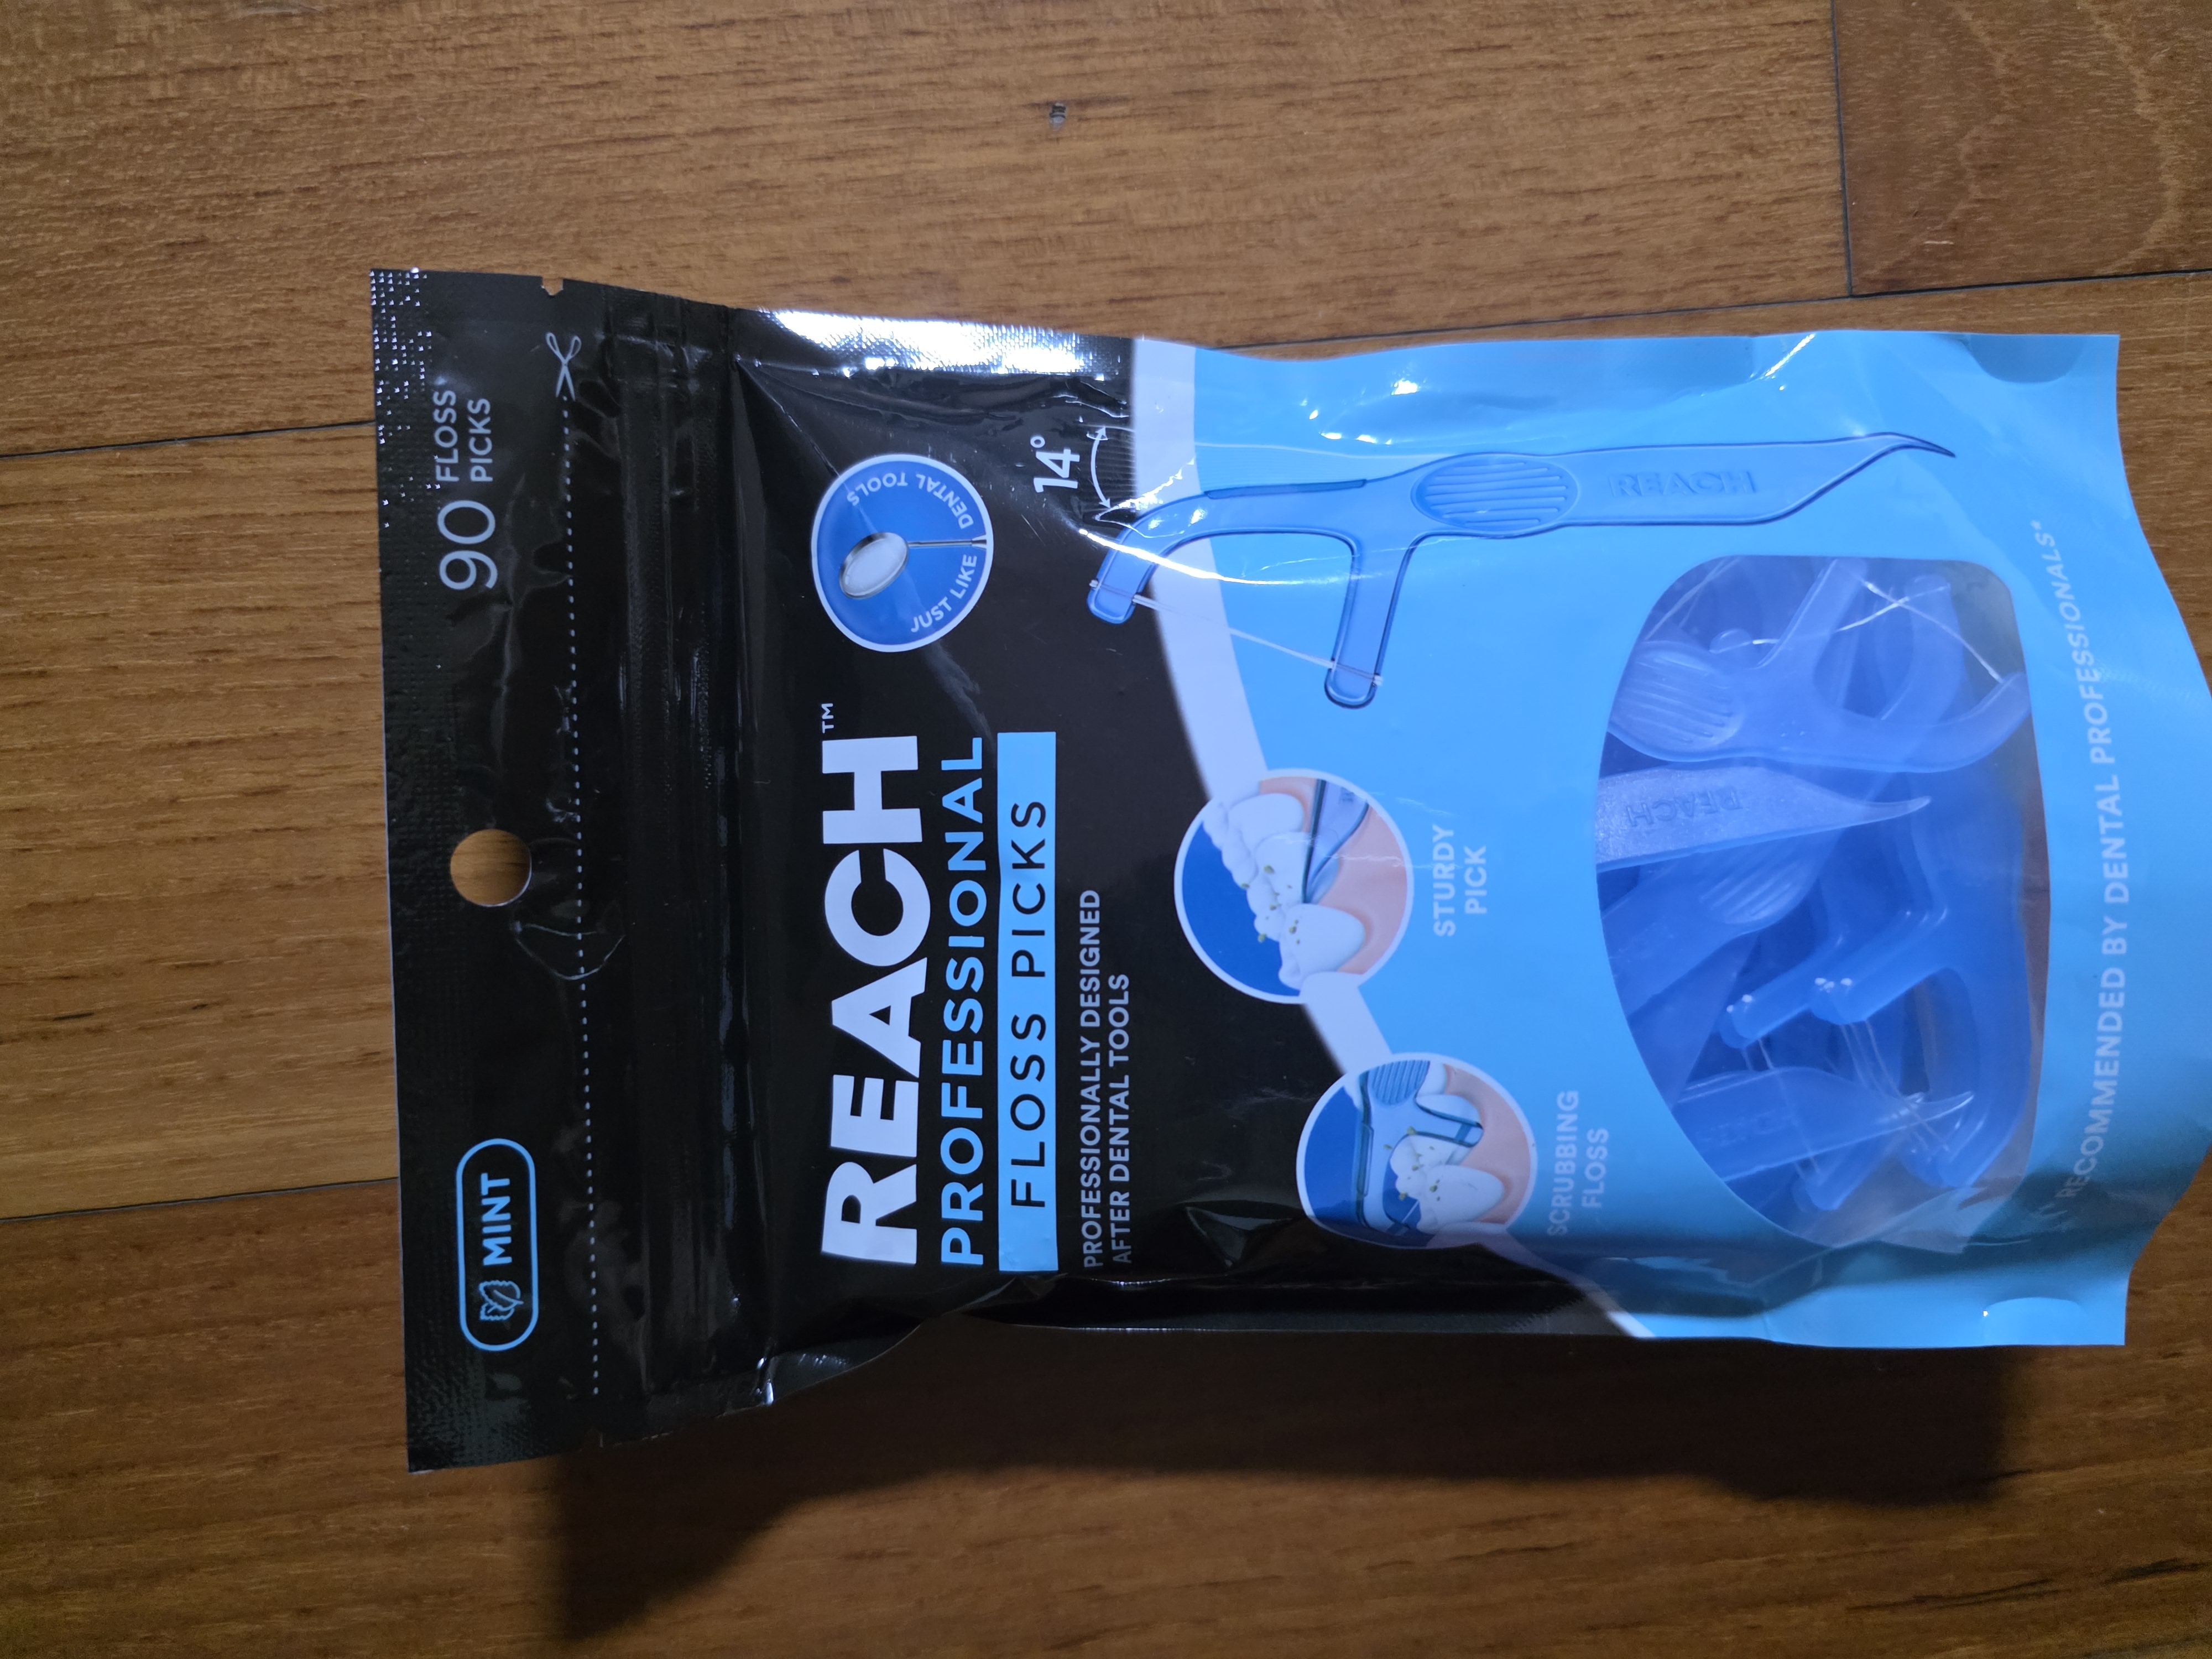 MINT
90 FLOSS PICKS
REACH™
PROFESSIONAL
FLOSS PICKS
PROFESSIONALLY DESIGNED
AFTER DENTAL TOOLS
JUST LIKE DENTAL TOOLS
14°
REACH
STURDY
PICK
SCRUBBING
FLOSS
REACH
RECOMMENDED BY DENTAL PROFESSIONALS*